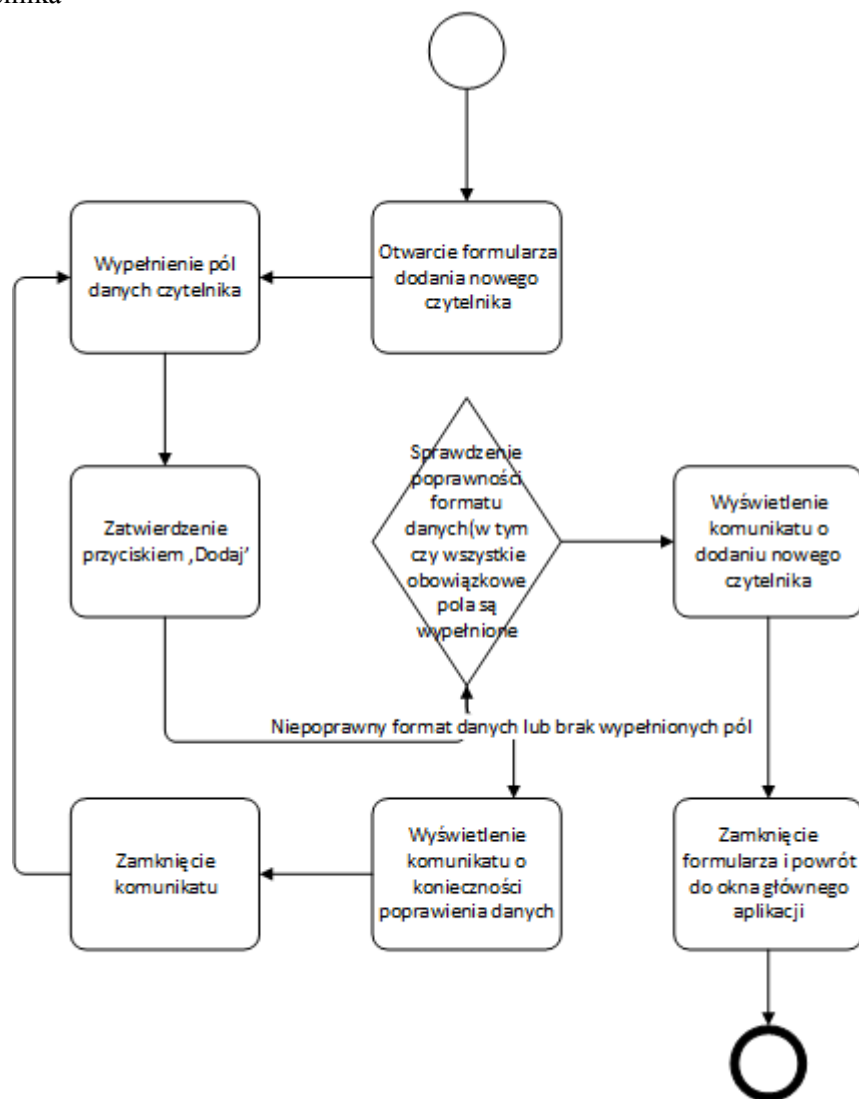 Otwarcie formularza
dodania nowego
czytelnika
Wypełnienie pól
danych czytelnika
Zatwierdzenie
przyciskiem ‚Dodaj’
Sprawdzenie
poprawności
formatu
danych(w tym
czy wszystkie
obowiązkowe
pola są
wypełnione
Wyświetlenie
komunikatu o
dodaniu nowego
czytelnika
Niepoprawny format danych lub brak wypełnionych pól
Zamknięcie
komunikatu
Wyświetlenie
komunikatu o
konieczności
poprawienia danych
Zamknięcie
formularza i powrót
do okna głównego
aplikacji